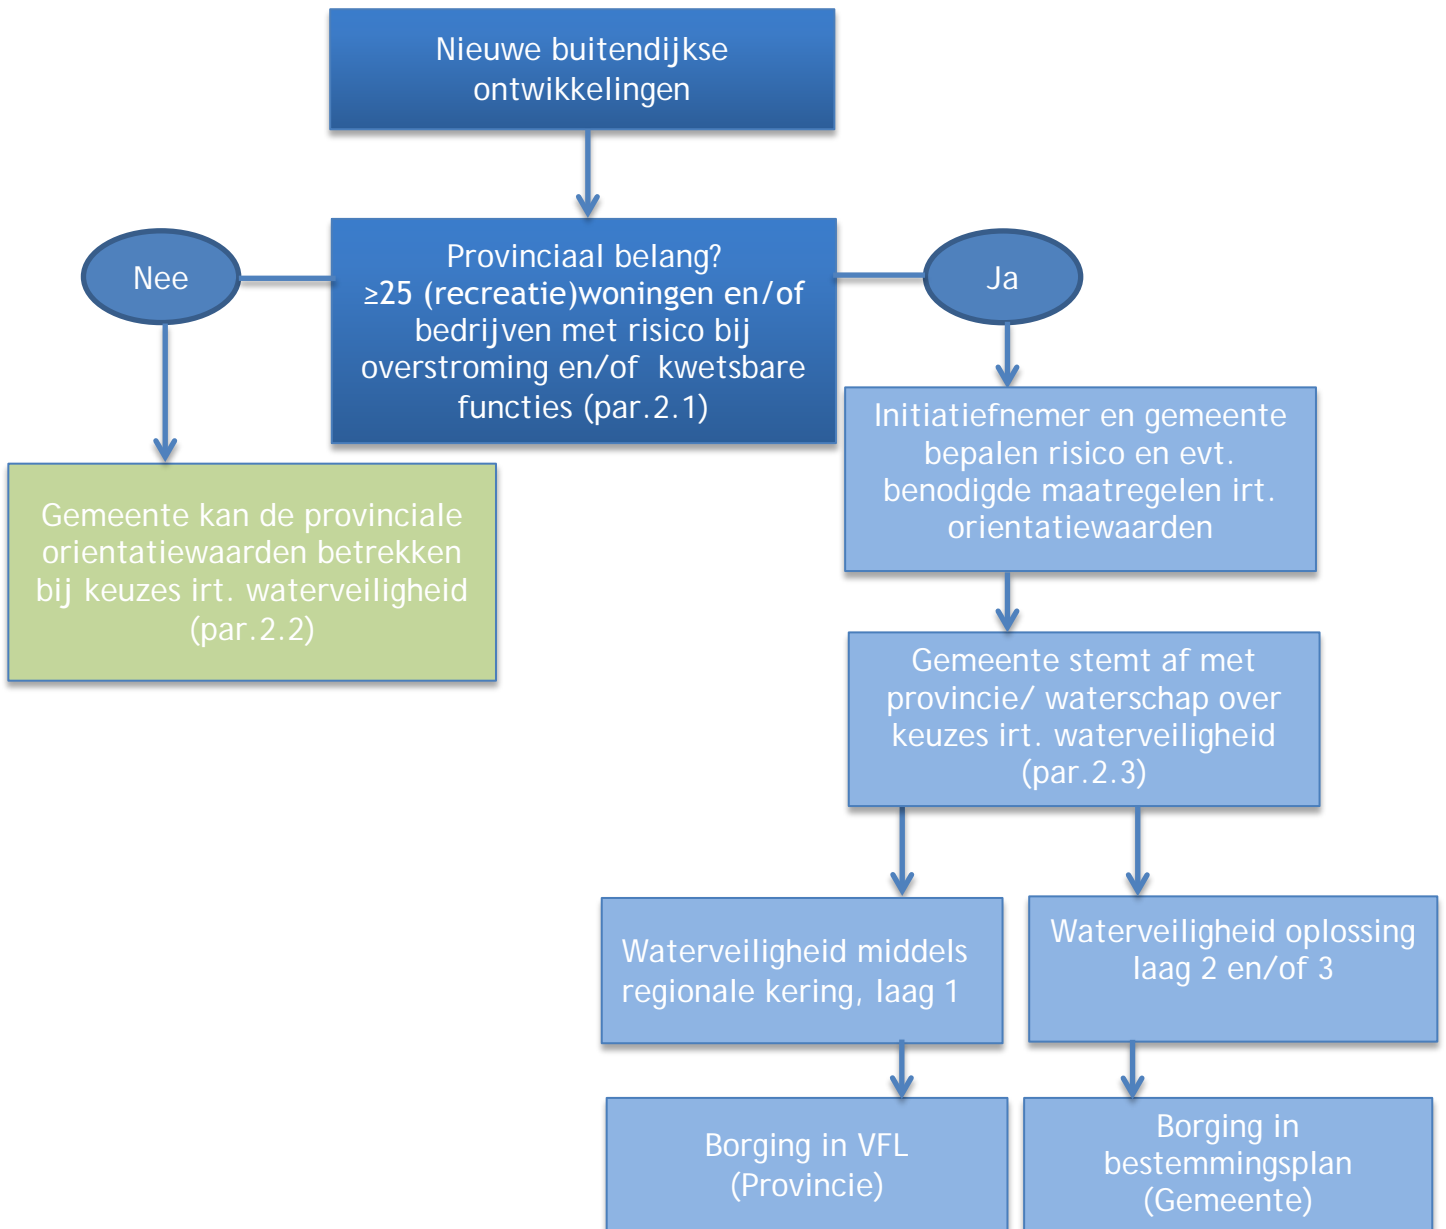 Nieuwe buitendijkse
ontwikkelingen
Nee
Provinciaal belang?
≥25 (recreatie)woningen en/of
bedrijven met risico bij
overstroming en/of kwetsbare
functies (par.2.1)
Ja
Gemeente kan de provinciale
orientatiewaarden betrekken
bij keuzes irt. waterveiligheid
(par.2.2)
Initiatiefnemer en gemeente
bepalen risico en evt.
benodigde maatregelen irt.
orientatiewaarden
Gemeente stemt af met
provincie/ waterschap over
keuzes irt. waterveiligheid
(par.2.3)
Waterveiligheid middels
regionale kering, laag 1
Waterveiligheid oplossing
laag 2 en/of 3
Borging in VFL
(Provincie)
Borging in
bestemmingsplan
(Gemeente)